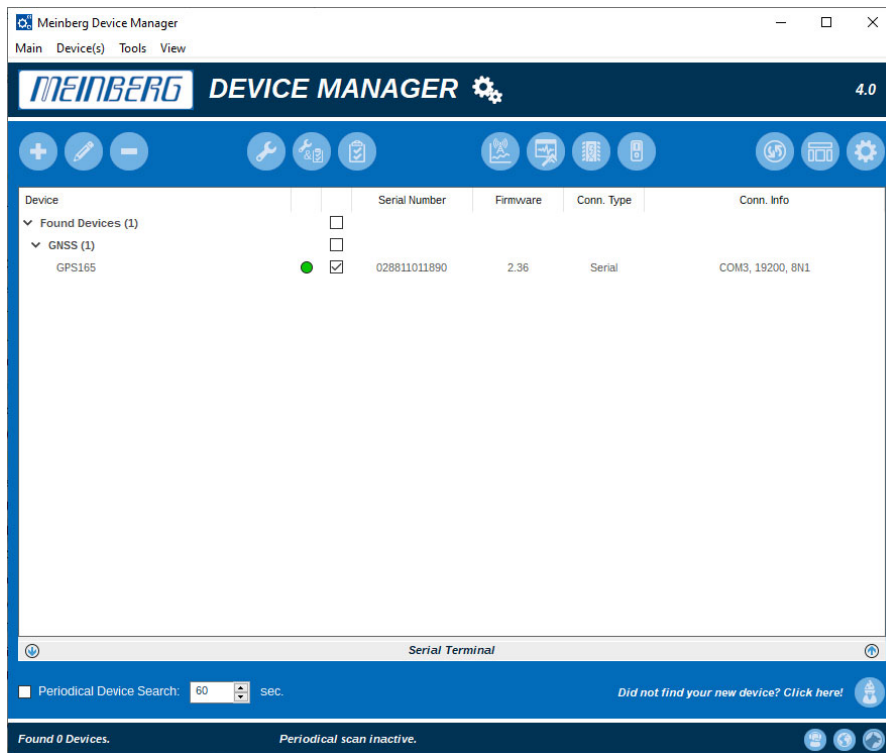 Meinberg Device Manager
Main Device(s) Tools View
MEINBERG DEVICE MANAGER 4.0
Device Serial Number Firmware Conn. Type Conn. Info
Found Devices (1)
GNSS (1)
GPS165 028811011890 2.36 Serial COM3, 19200, 8N1
Serial Terminal
Periodical Device Search: 60 sec. Did not find your new device? Click here!
Found 0 Devices. Periodical scan inactive.